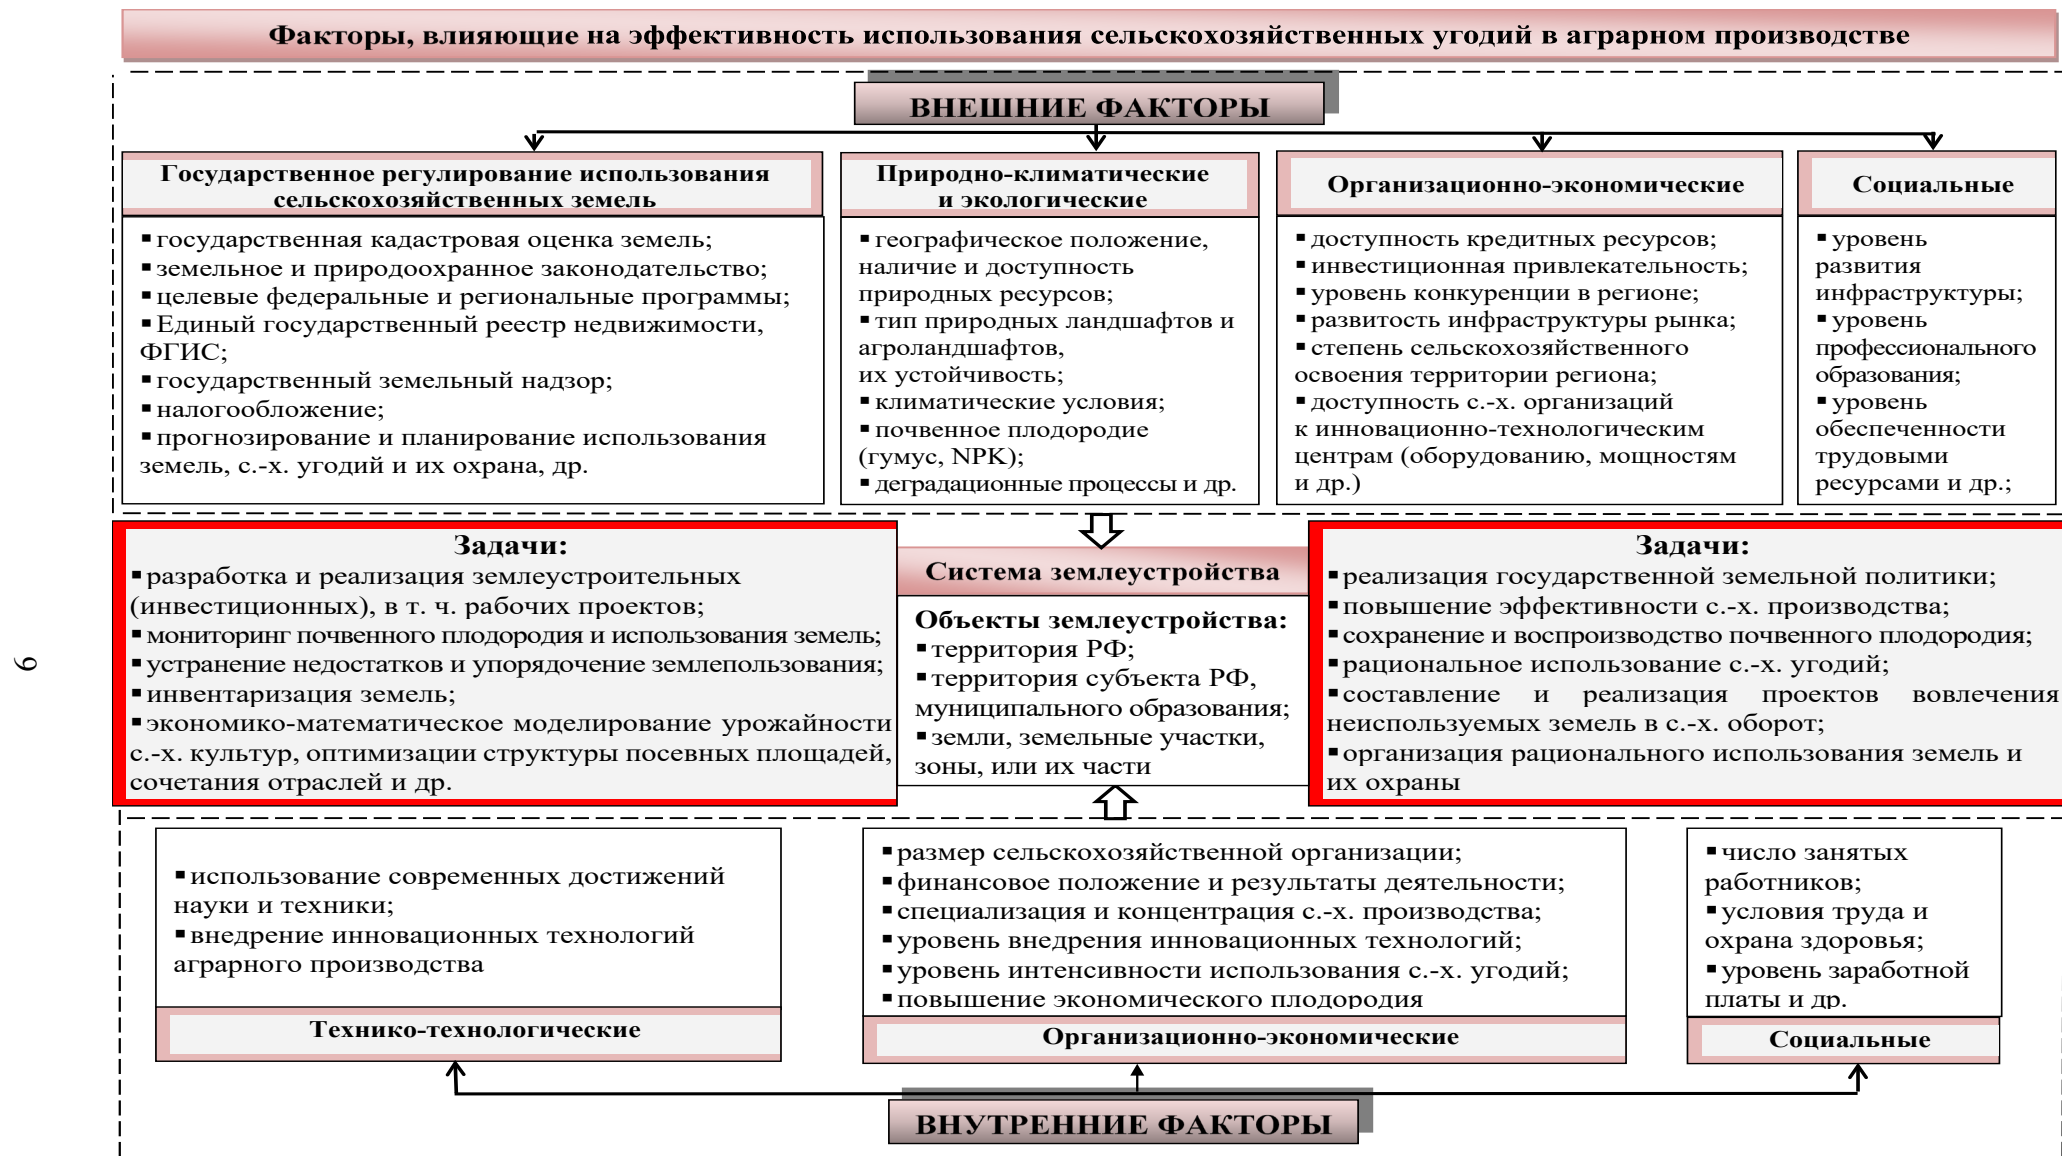 Факторы, влияющие на эффективность использования сельскохозяйственных угодий в аграрном производстве
ВНЕШНИЕ ФАКТОРЫ
Государственное регулирование использования
сельскохозяйственных земель
▪ государственная кадастровая оценка земель;
▪ земельное и природоохранное законодательство;
▪ целевые федеральные и региональные программы;
▪ Единый государственный реестр недвижимости,
ФГИС;
▪ государственный земельный надзор;
▪ налогообложение;
▪ прогнозирование и планирование использования
земель, с.-х. угодий и их охрана, др.
Природно-климатические
и экологические
▪ географическое положение,
наличие и доступность
природных ресурсов;
▪ тип природных ландшафтов и
агроландшафтов,
их устойчивость;
▪ климатические условия;
▪ почвенное плодородие
(гумус, NPK);
▪ деградационные процессы и др.
Организационно-экономические
▪ доступность кредитных ресурсов;
▪ инвестиционная привлекательность;
▪ уровень конкуренции в регионе;
▪ развитость инфраструктуры рынка;
▪ степень сельскохозяйственного
освоения территории региона;
▪ доступность с.-х. организаций
к инновационно-технологическим
центрам (оборудованию, мощностям
и др.)
Социальные
▪ уровень
развития
инфраструктуры;
▪ уровень
профессионального
образования;
▪ уровень
обеспеченности
трудовыми
ресурсами и др.;
Задачи:
▪ разработка и реализация землеустроительных
(инвестиционных), в т. ч. рабочих проектов;
▪ мониторинг почвенного плодородия и использования земель;
▪ устранение недостатков и упорядочение землепользования;
▪ инвентаризация земель;
▪ экономико-математическое моделирование урожайности
с.-х. культур, оптимизации структуры посевных площадей,
сочетания отраслей и др.
Система землеустройства
Объекты землеустройства:
▪ территория РФ;
▪ территория субъекта РФ,
муниципального образования;
▪ земли, земельные участки,
зоны, или их части
Задачи:
▪ реализация государственной земельной политики;
▪ повышение эффективности с.-х. производства;
▪ сохранение и воспроизводство почвенного плодородия;
▪ рациональное использование с.-х. угодий;
▪ составление и реализация проектов вовлечения
неиспользуемых земель в с.-х. оборот;
▪ организация рационального использования земель и
их охраны
▪ использование современных достижений
науки и техники;
▪ внедрение инновационных технологий
аграрного производства
Технико-технологические
▪ размер сельскохозяйственной организации;
▪ финансовое положение и результаты деятельности;
▪ специализация и концентрация с.-х. производства;
▪ уровень внедрения инновационных технологий;
▪ уровень интенсивности использования с.-х. угодий;
▪ повышение экономического плодородия
Организационно-экономические
▪ число занятых
работников;
▪ условия труда и
охрана здоровья;
▪ уровень заработной
платы и др.
Социальные
ВНУТРЕННИЕ ФАКТОРЫ
9